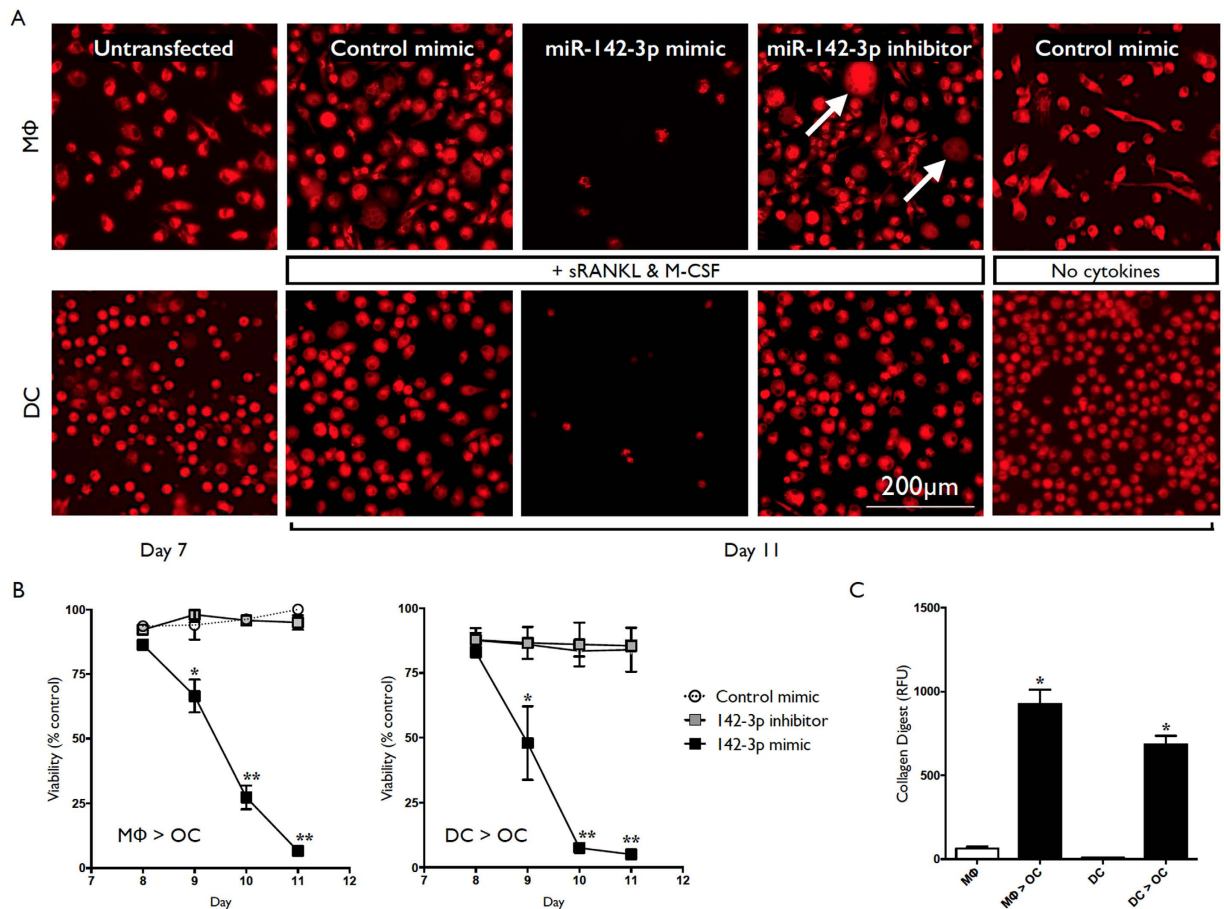 A
Untransfected
Control mimic
miR-142-3p mimic
miR-142-3p inhibitor
Control mimic
MΦ
+ sRANKL & M-CSF
No cytokines
DC
200µm
Day 7
Day 11
B
Viability (% control)
100
75
50
25
0
*
**
**
MΦ > OC
7
8
9
10
11
12
Day
Viability (% control)
100
75
50
25
0
*
**
**
DC > OC
7
8
9
10
11
12
Day
Control mimic
142-3p inhibitor
142-3p mimic
C
Collagen Digest (RFU)
1500
1000
500
0
*
*
MΦ
MΦ > OC
DC
DC > OC